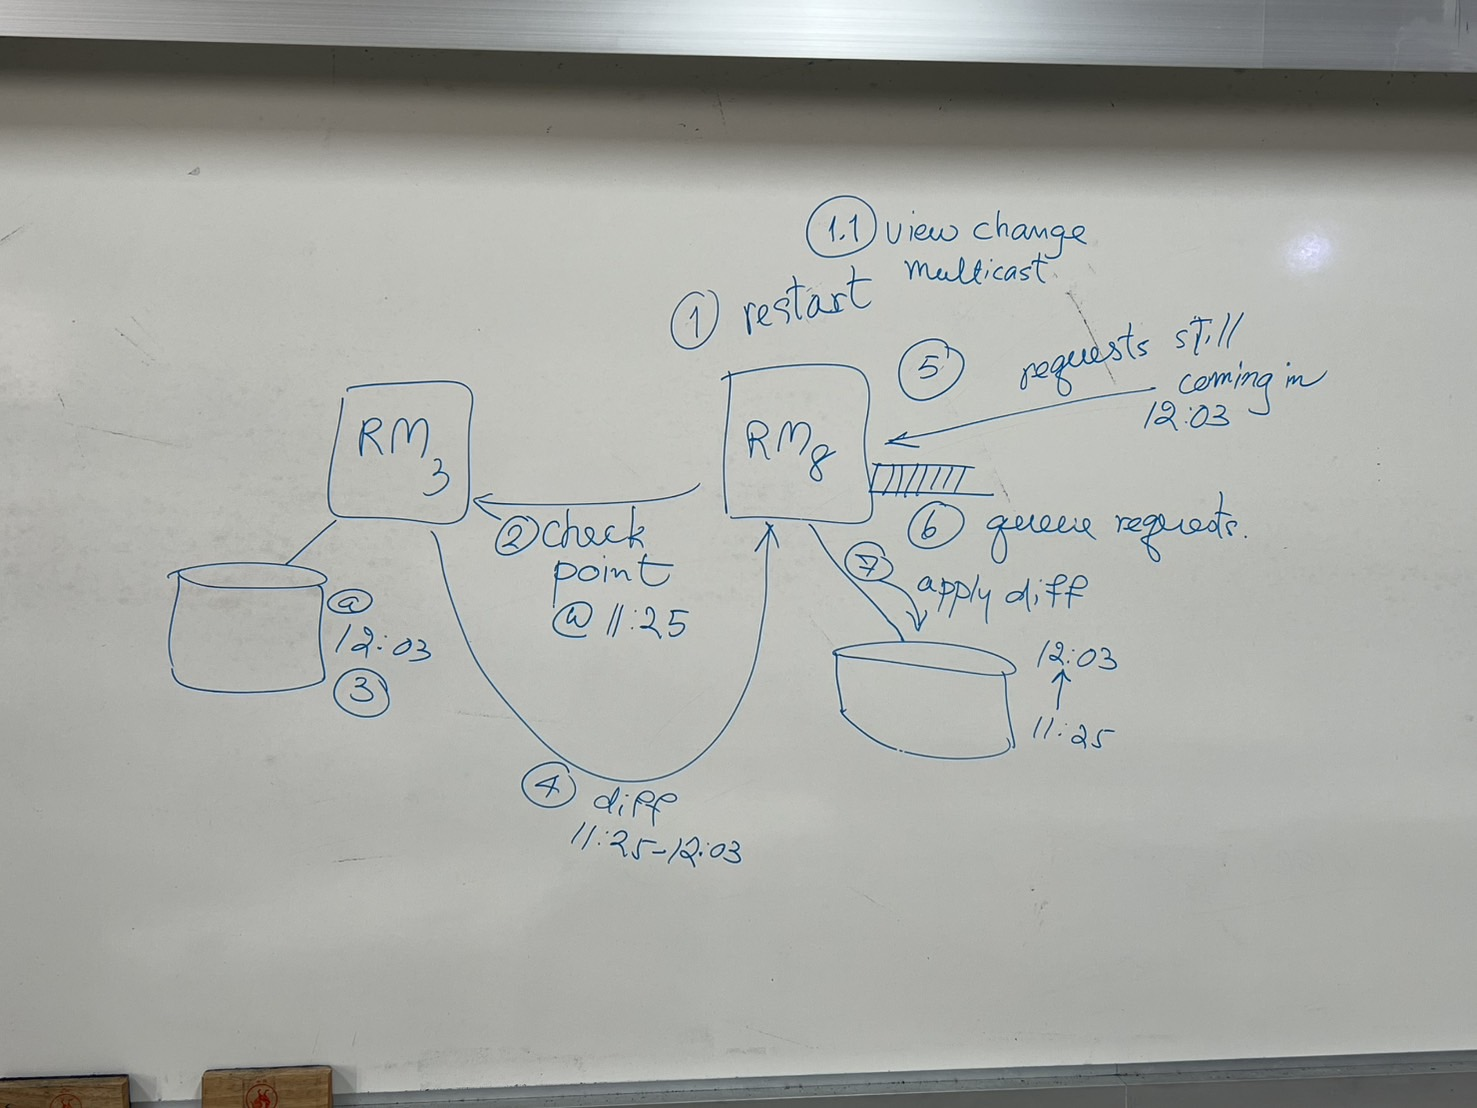 1.1 view change
multicast
1 restart
5 requests still
coming in
12:03
RM3
RM8
2 check
point
@ 11:25
6 queue requests.
7 apply diff
@
12:03
3
12:03
11:25
4 diff
11:25-12:03